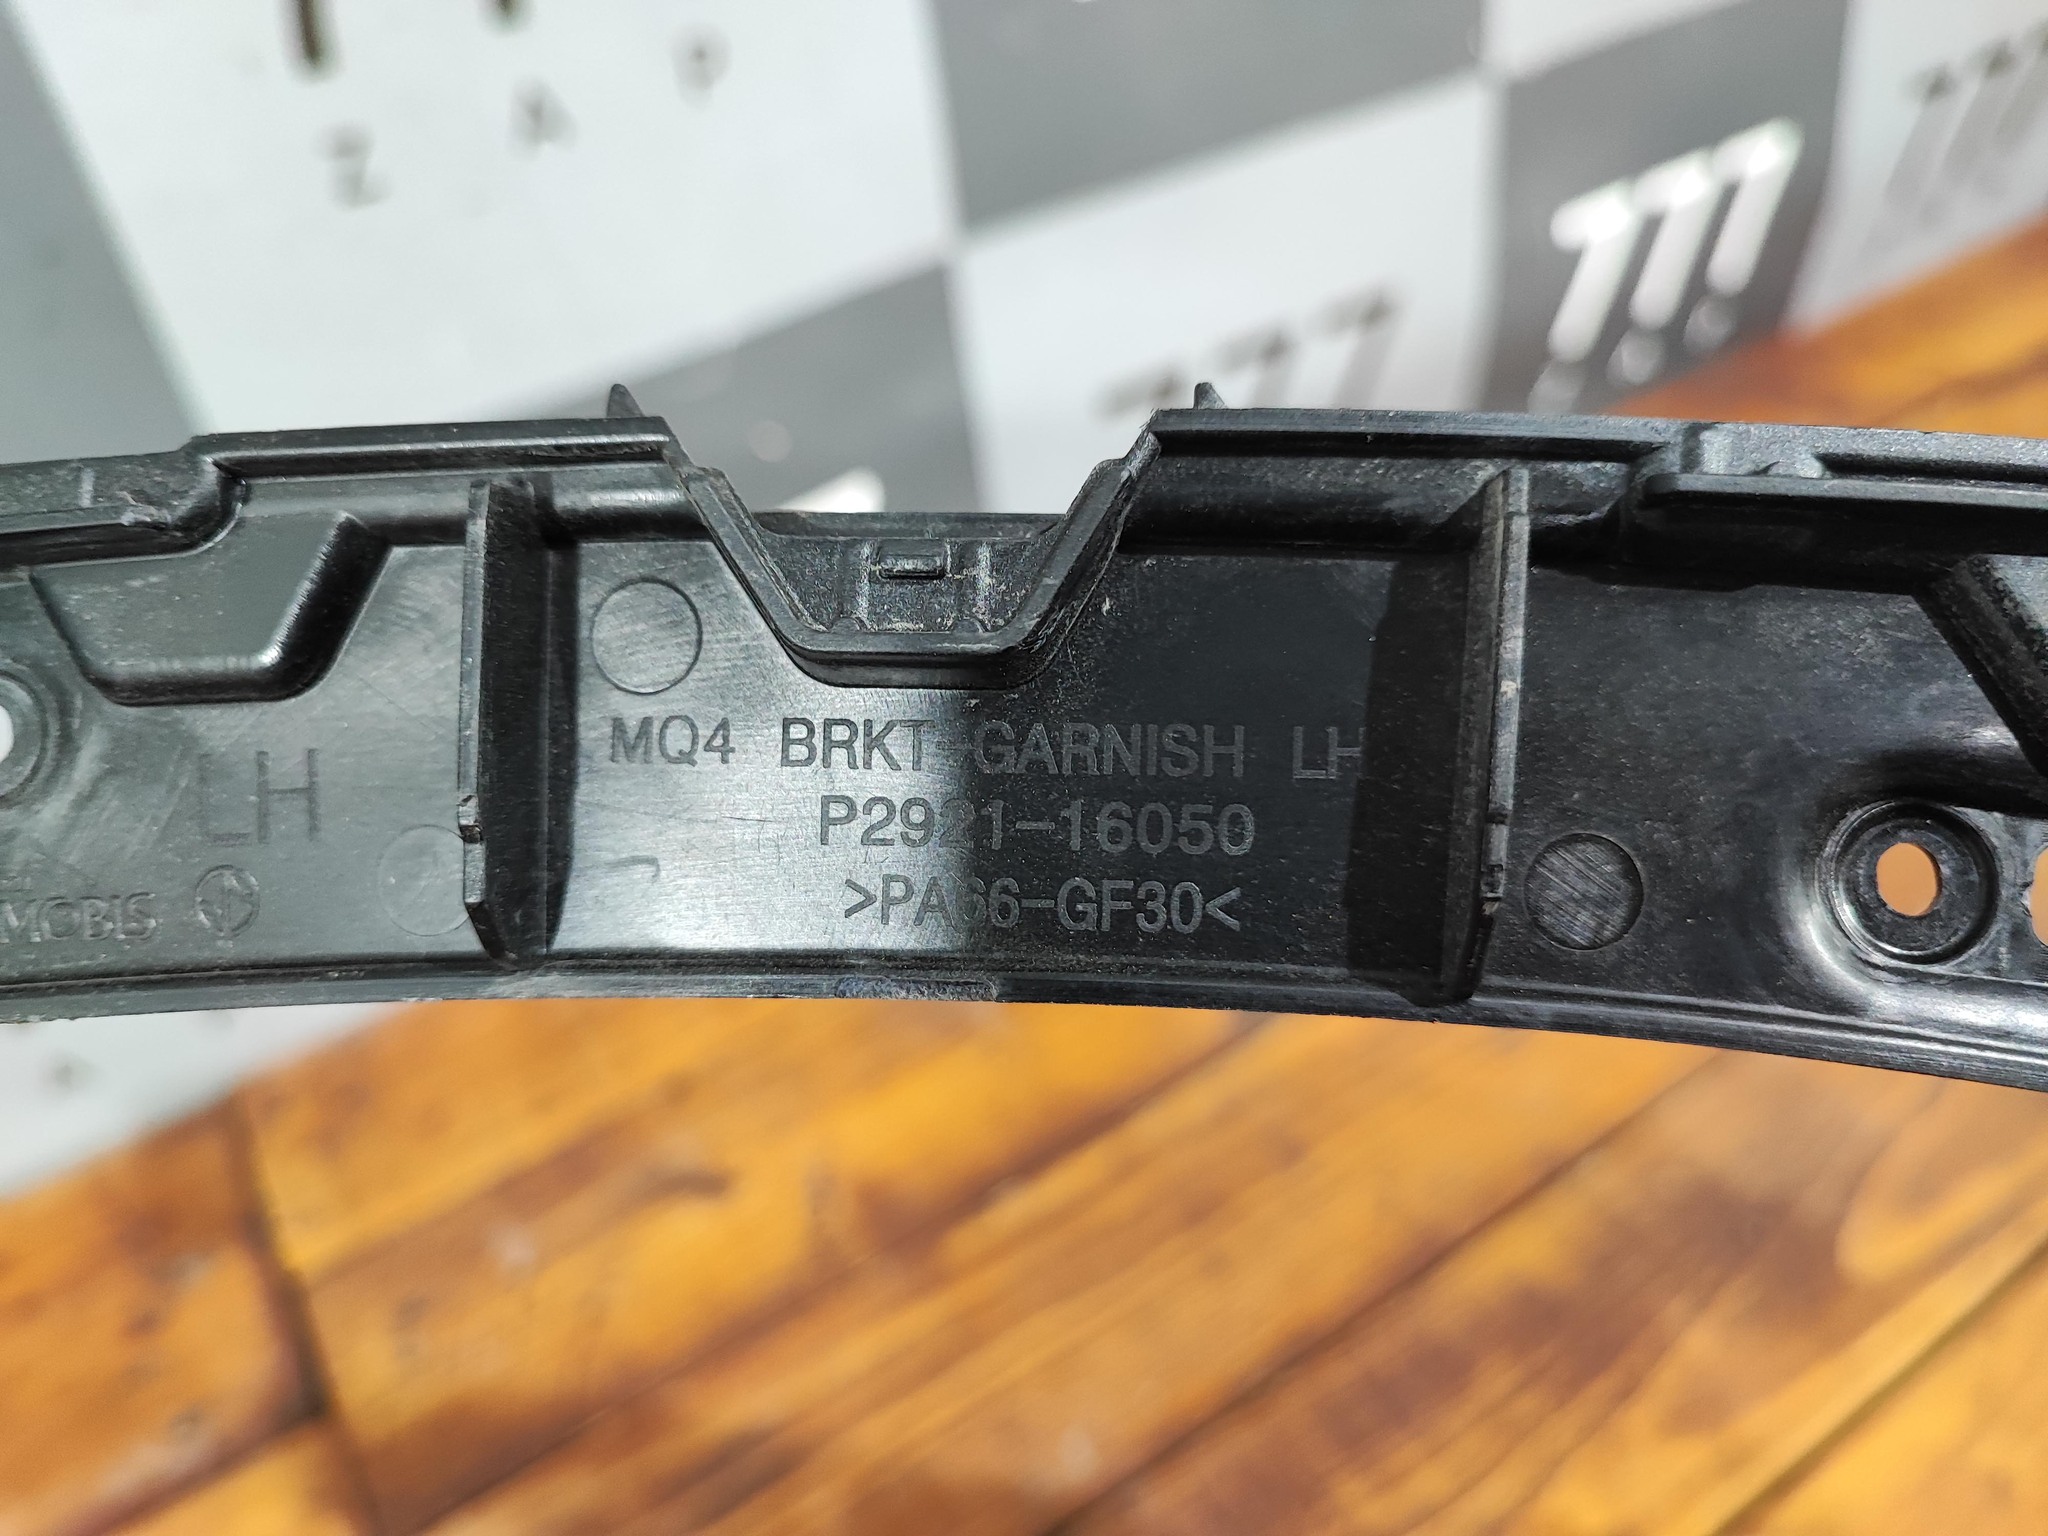 Z A P
MQ4 BRKT-GARNISH LH
P2921-16050
>PA66-GF30<
LH
MOBIS